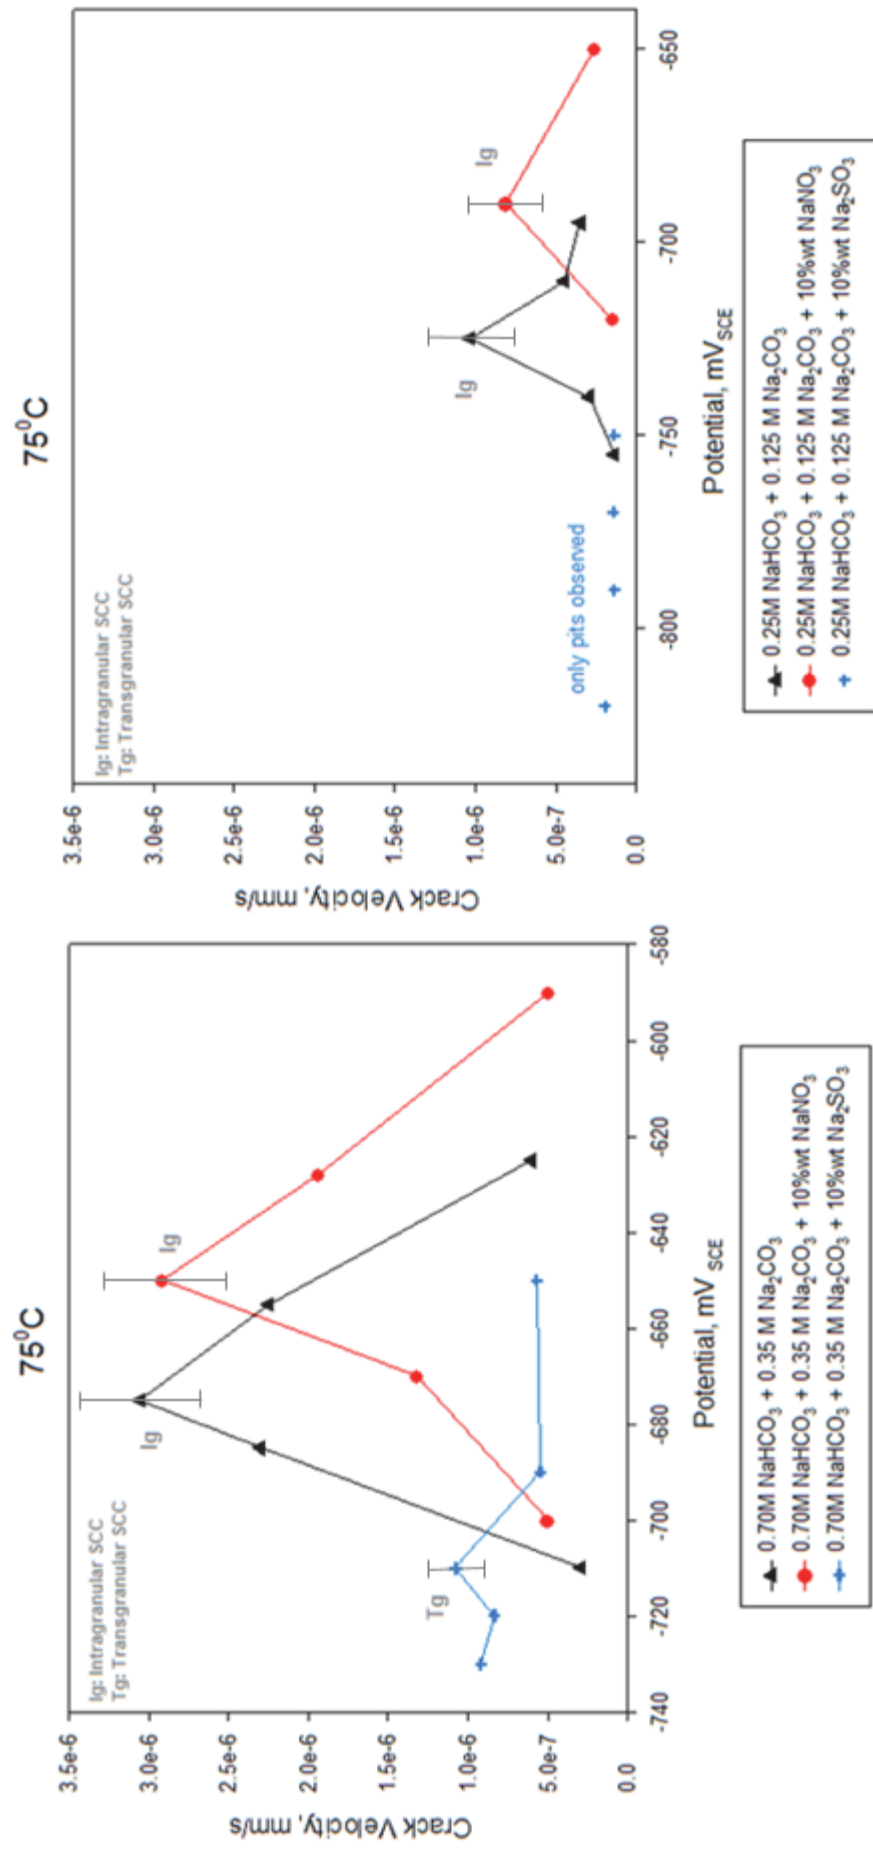 75⁰C
Ig: Intragranular SCC
Tg: Transgranular SCC
3.5e-6
3.0e-6
2.5e-6
2.0e-6
1.5e-6
1.0e-6
5.0e-7
0.0
Crack Velocity, mm/s
Ig
Ig
Tg
-740
-720
-700
-680
-660
-640
-620
-600
-580
Potential, mV SCE
0.70M NaHCO₃ + 0.35 M Na₂CO₃
0.70M NaHCO₃ + 0.35 M Na₂CO₃ + 10%wt NaNO₃
0.70M NaHCO₃ + 0.35 M Na₂CO₃ + 10%wt Na₂SO₃
75⁰C
Ig: Intragranular SCC
Tg: Transgranular SCC
3.5e-6
3.0e-6
2.5e-6
2.0e-6
1.5e-6
1.0e-6
5.0e-7
0.0
Crack Velocity, mm/s
Ig
Ig
only pits observed
-800
-750
-700
-650
Potential, mV SCE
0.25M NaHCO₃ + 0.125 M Na₂CO₃
0.25M NaHCO₃ + 0.125 M Na₂CO₃ + 10%wt NaNO₃
0.25M NaHCO₃ + 0.125 M Na₂CO₃ + 10%wt Na₂SO₃